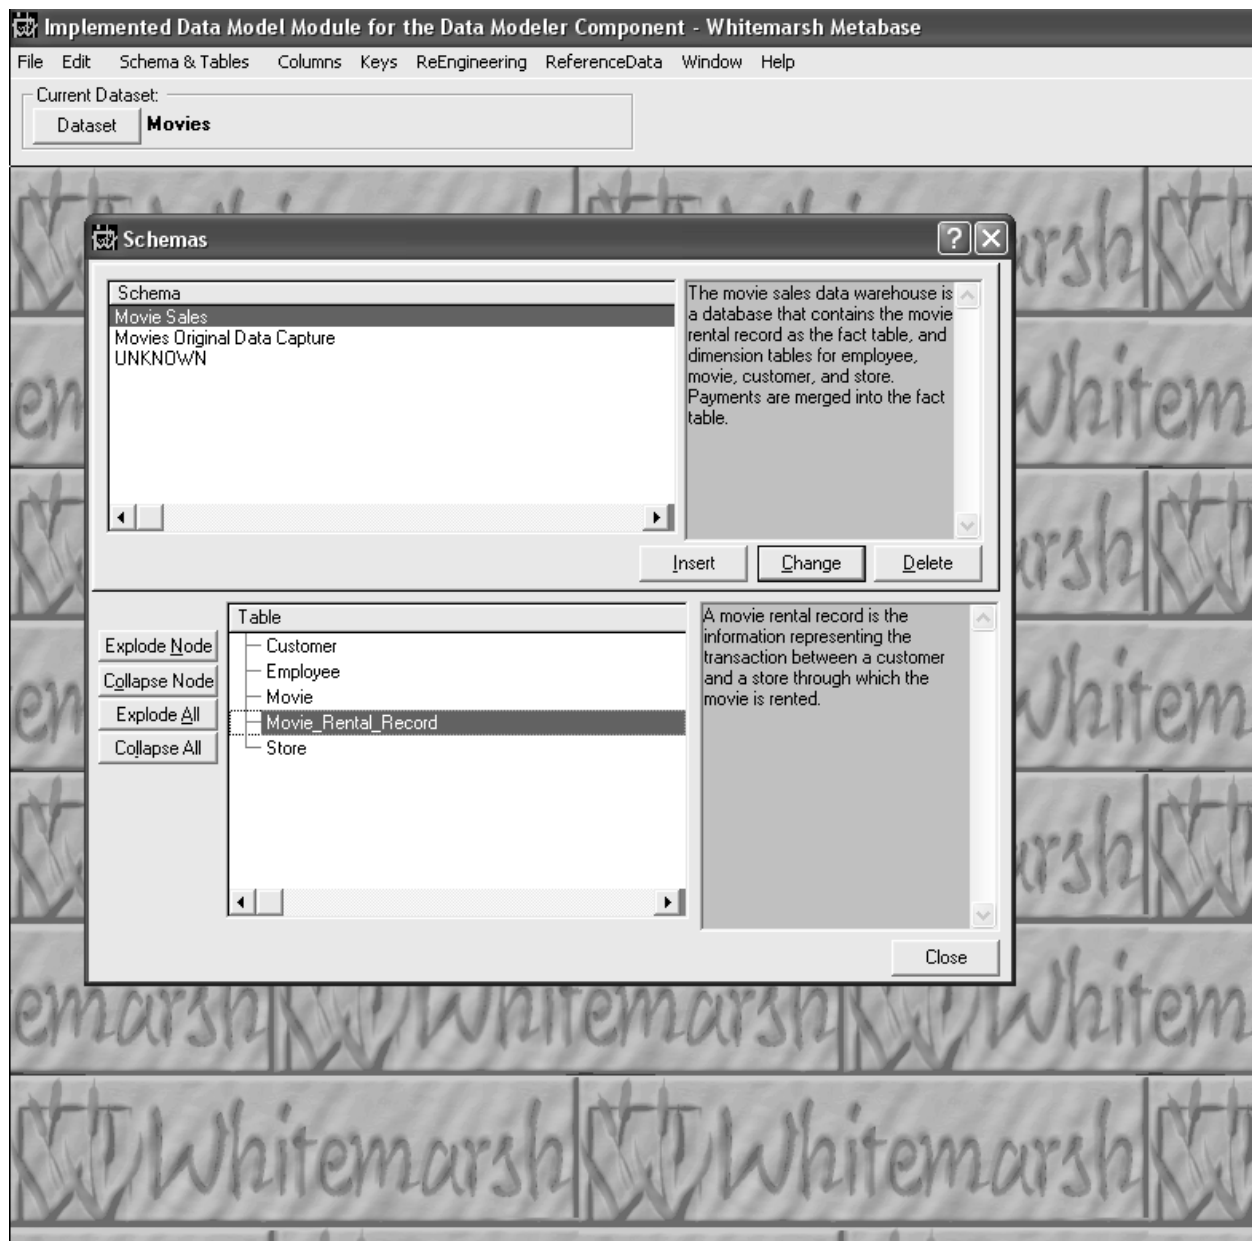 Implemented Data Model Module for the Data Modeler Component - Whitemarsh Metabase
File Edit Schema & Tables Columns Keys ReEngineering ReferenceData Window Help
Current Dataset:
Dataset Movies
Schemas
Schema
Movie Sales
Movies Original Data Capture
UNKNOWN
The movie sales data warehouse is
a database that contains the movie
rental record as the fact table, and
dimension tables for employee,
movie, customer, and store.
Payments are merged into the fact
table.
Insert Change Delete
Explode Node
Collapse Node
Explode All
Collapse All
Table
Customer
Employee
Movie
Movie_Rental_Record
Store
A movie rental record is the
information representing the
transaction between a customer
and a store through which the
movie is rented.
Close
Whitemarsh Whitemarsh